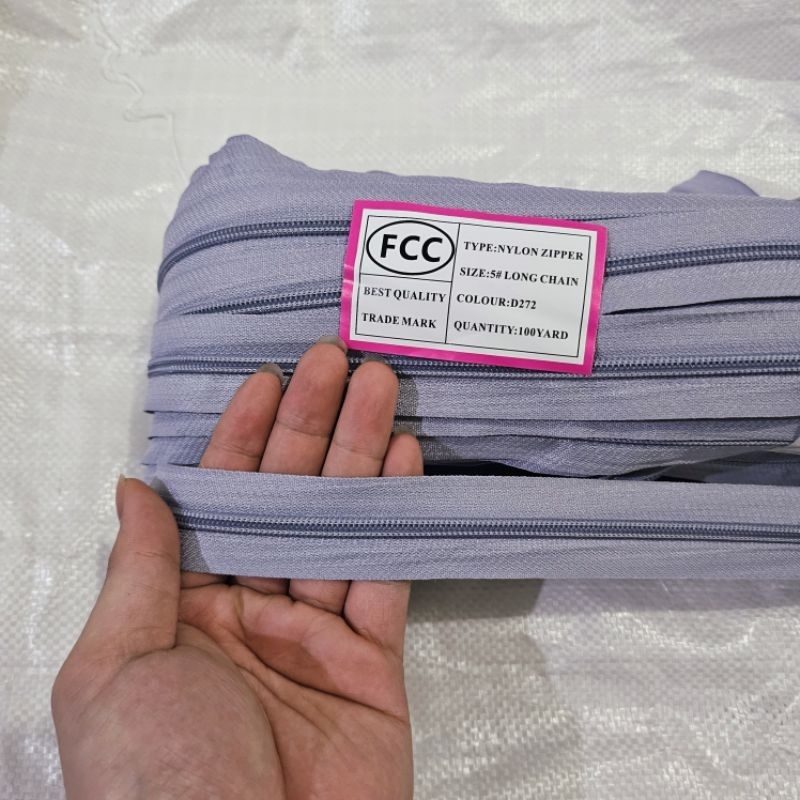 FCC
BEST QUALITY
TRADE MARK
TYPE:NYLON ZIPPER
SIZE:5# LONG CHAIN
COLOUR:D272
QUANTITY:100YARD